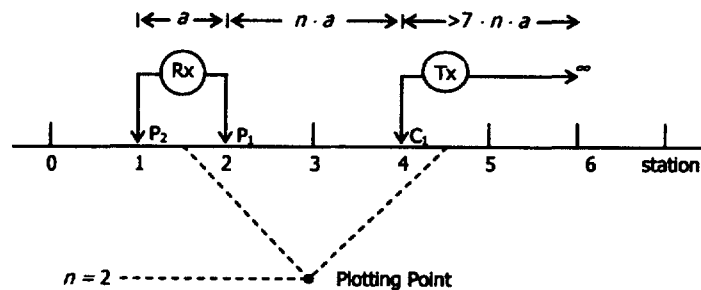 a n · a >7 · n · a
Rx Tx ∞
P₂ P₁ C₁
0 1 2 3 4 5 6 station
n = 2 Plotting Point